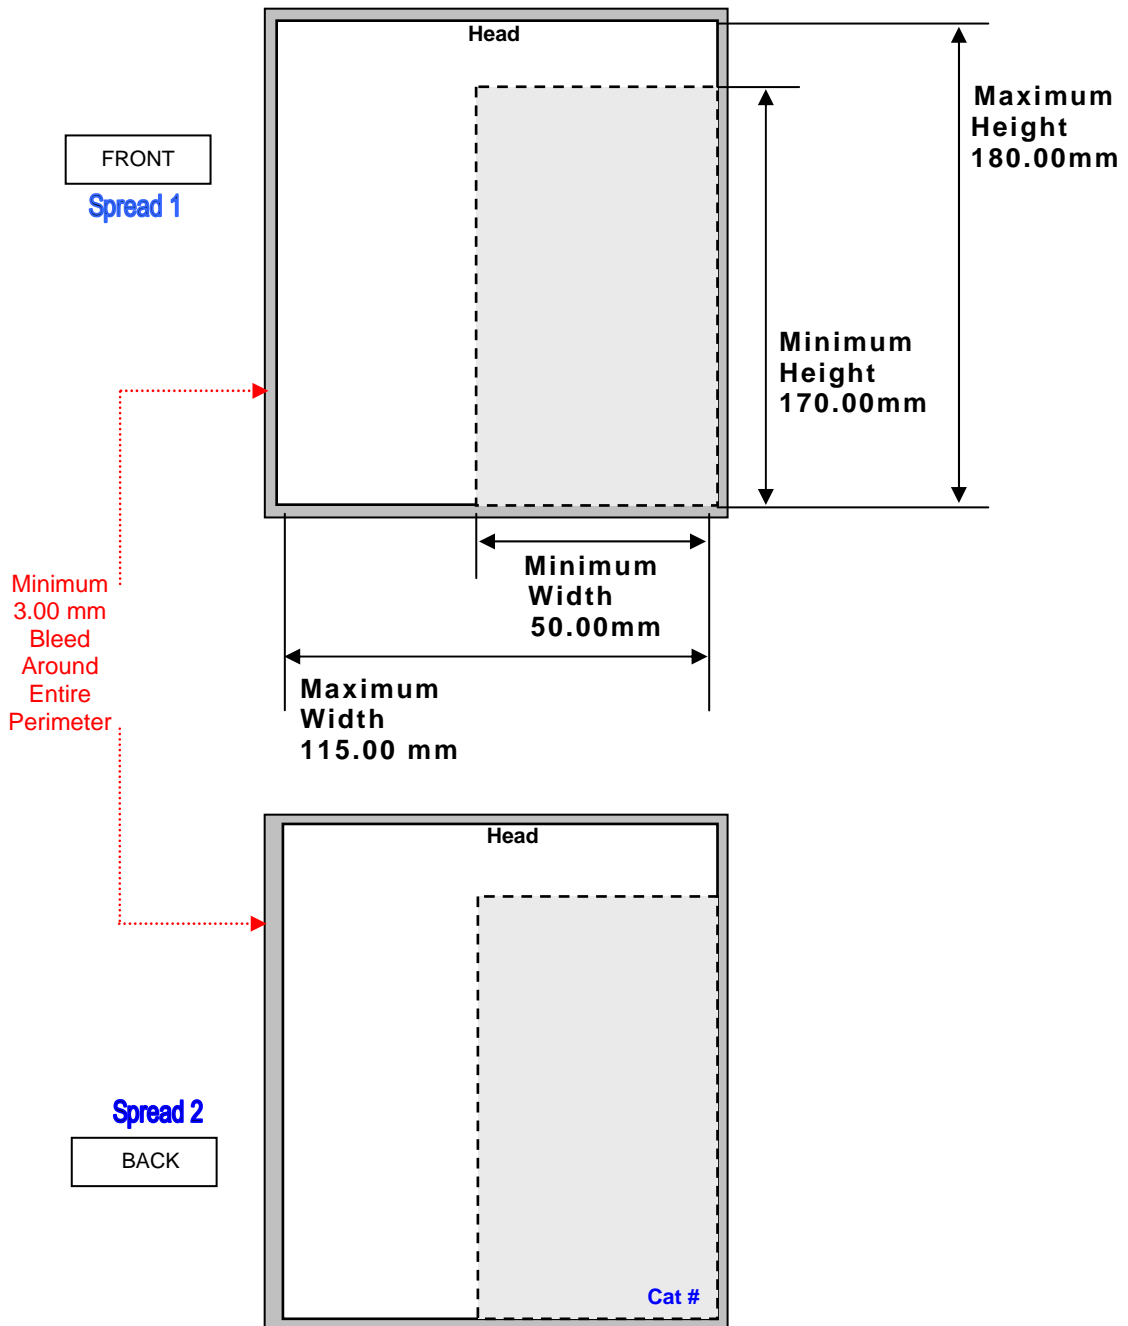 Head
FRONT
Spread 1
Maximum
Height
180.00mm
Minimum
Height
170.00mm
Minimum
Width
50.00mm
Maximum
Width
115.00 mm
Minimum
3.00 mm
Bleed
Around
Entire
Perimeter
Head
Spread 2
BACK
Cat #